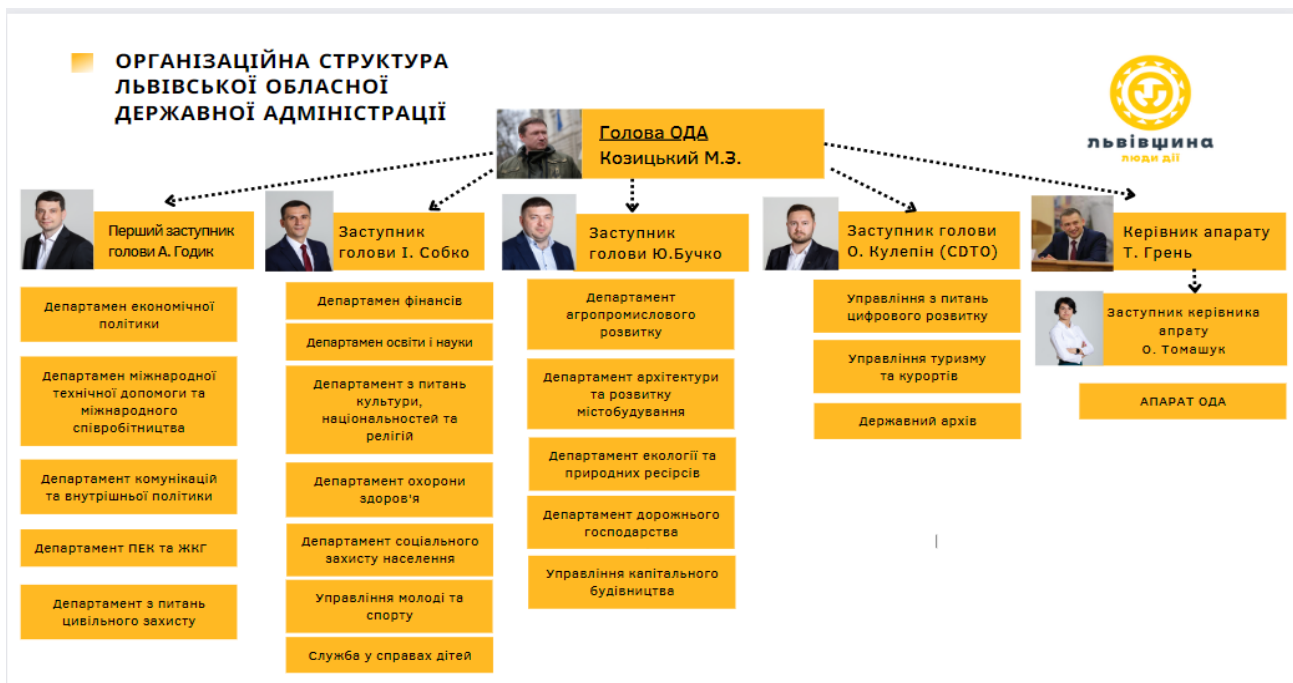 ОРГАНІЗАЦІЙНА СТРУКТУРА
ЛЬВІВСЬКОЇ ОБЛАСНОЇ
ДЕРЖАВНОЇ АДМІНІСТРАЦІЇ
львівщина
люди дії
Голова ОДА
Козицький М.З.
Перший заступник
голови А. Годик
Департамен економічної
політики
Департамен міжнародної
технічної допомоги та
міжнародного
співробітництва
Департамент комунікацій
та внутрішньої політики
Департамент ПЕК та ЖКГ
Департамент з питань
цивільного захисту
Заступник
голови І. Собко
Департамен фінансів
Департамен освіти і науки
Департамент з питань
культури,
національностей та
релігій
Департамент охорони
здоров'я
Департамент соціального
захисту населення
Управління молоді та
спорту
Служба у справах дітей
Заступник
голови Ю.Бучко
Департамент
агропромислового
розвитку
Департамент архітектури
та розвитку
містобудування
Департамент екології та
природних ресірсів
Департамент дорожнього
господарства
Управління капітального
будівництва
Заступник голови
О. Кулепін (CDTO)
Управління з питань
цифрового розвитку
Управління туризму
та курортів
Державний архів
Керівник апарату
Т. Грень
Заступник керівника
апрату
О. Томашук
АПАРАТ ОДА